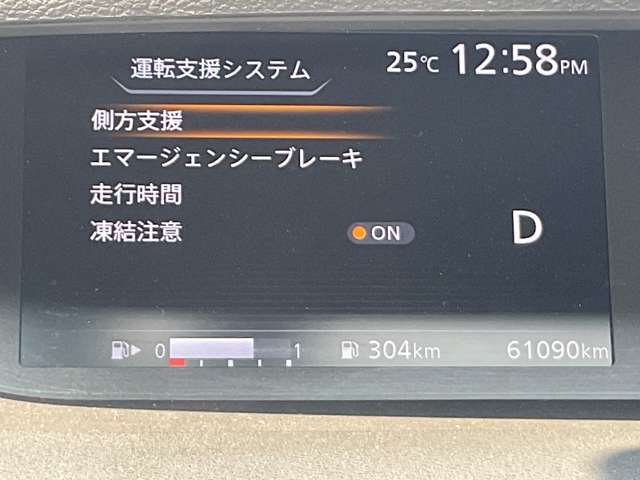 運転支援システム
25℃ 12:58PM
側方支援
エマージェンシーブレーキ
走行時間
凍結注意 ON
D
0 1 304km 61090km